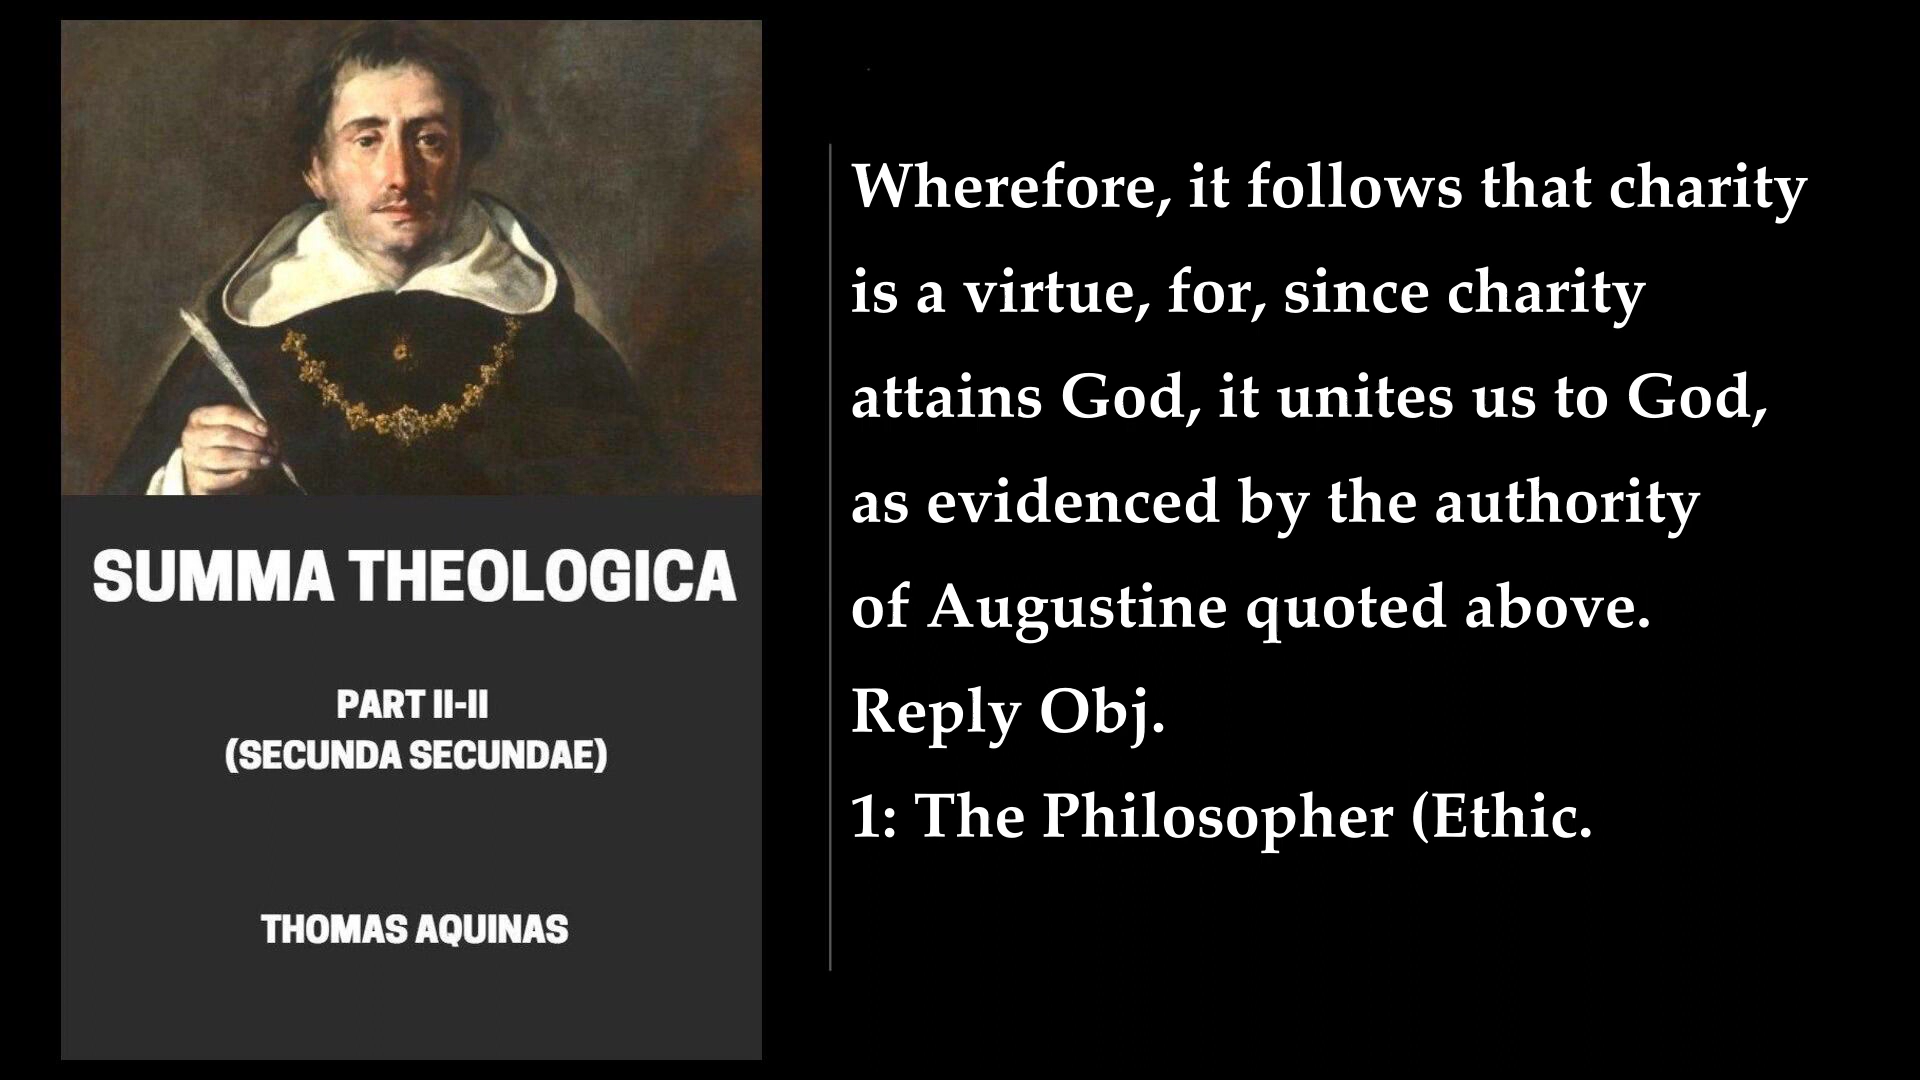 SUMMA THEOLOGICA
PART II-II
(SECUNDA SECUNDAE)
THOMAS AQUINAS
Wherefore, it follows that charity
is a virtue, for, since charity
attains God, it unites us to God,
as evidenced by the authority
of Augustine quoted above.
Reply Obj.
1: The Philosopher (Ethic.